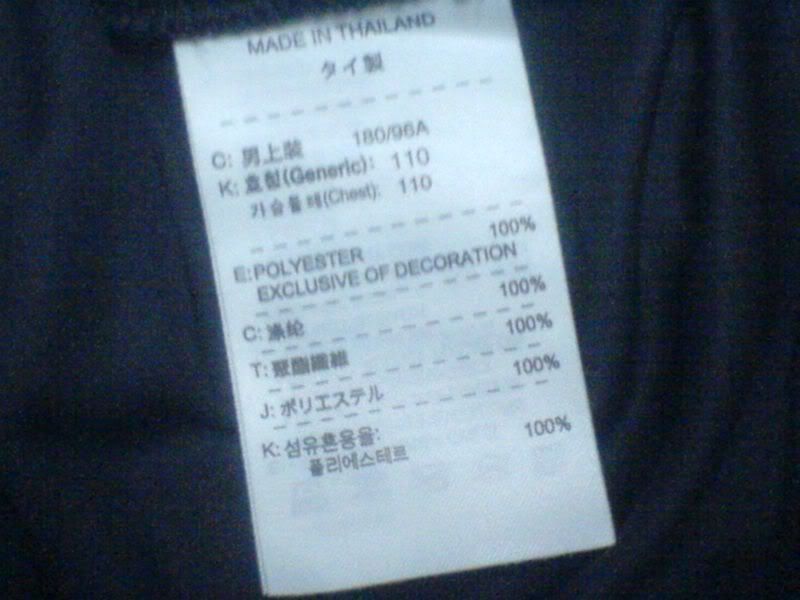 MADE IN THAILAND
タイ製
C: 男上裝 180/96A
K: 호칭(Generic): 110
가슴둘레(Chest): 110
E:POLYESTER 100%
EXCLUSIVE OF DECORATION
C: 涤纶 100%
T: 聚酯纖維 100%
J: ポリエステル 100%
K: 섬유혼용율:
폴리에스테르 100%